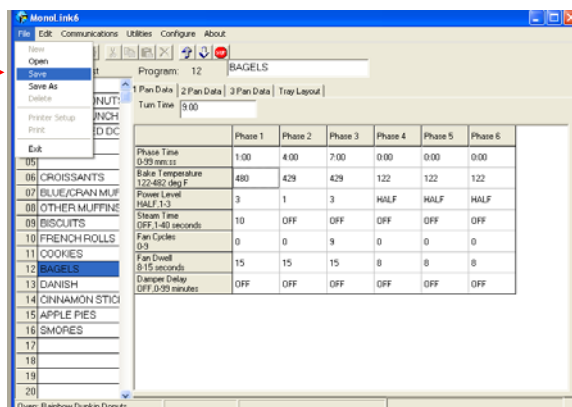 MonoLink6
File Edit Communications Utilities Configure About
New
Open
Save
Save As
Delete
Printer Setup
Print
Exit
Program: 12 BAGELS
1 Pan Data 2 Pan Data 3 Pan Data Tray Layout
Turn Time 9:00
Phase 1 Phase 2 Phase 3 Phase 4 Phase 5 Phase 6
Phase Time
0-99 mm:ss 1:00 4:00 7:00 0:00 0:00 0:00
Bake Temperature
122-482 deg F 480 429 429 122 122 122
Power Level
HALF,1-3 3 1 3 HALF HALF HALF
Steam Time
OFF,1-40 seconds 10 OFF OFF OFF OFF OFF
Fan Cycles
0-9 0 0 9 0 0 0
Fan Dwell
8-15 seconds 15 15 15 8 8 8
Damper Delay
OFF,0-99 minutes OFF OFF OFF OFF OFF OFF
05
06 CROISSANTS
07 BLUE/CRAN MUF
08 OTHER MUFFINS
09 BISCUITS
10 FRENCH ROLLS
11 COOKIES
12 BAGELS
13 DANISH
14 CINNAMON STICK
15 APPLE PIES
16 SMORES
17
18
19
20
Oven: Rainbow Dunkin Donuts